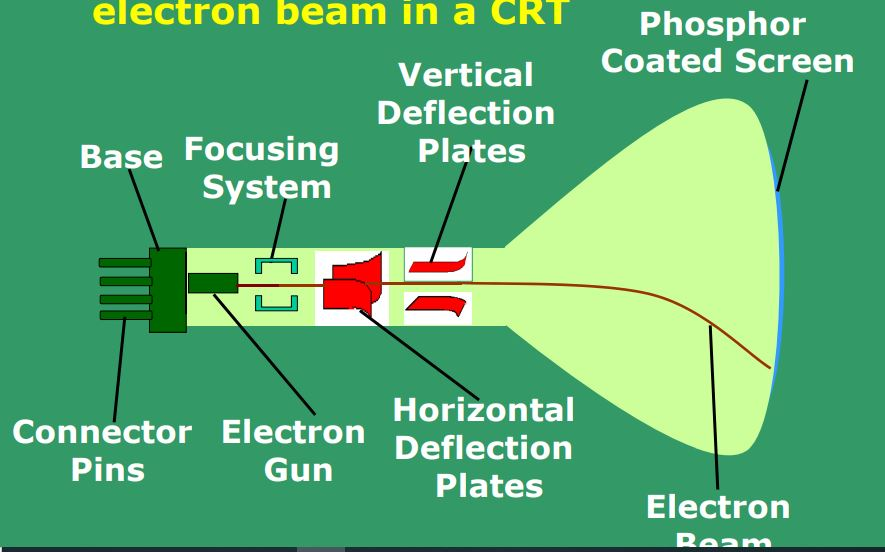 electron beam in a CRT
Phosphor
Coated Screen
Vertical
Deflection
Plates
Base
Focusing
System
Connector
Pins
Electron
Gun
Horizontal
Deflection
Plates
Electron
Beam